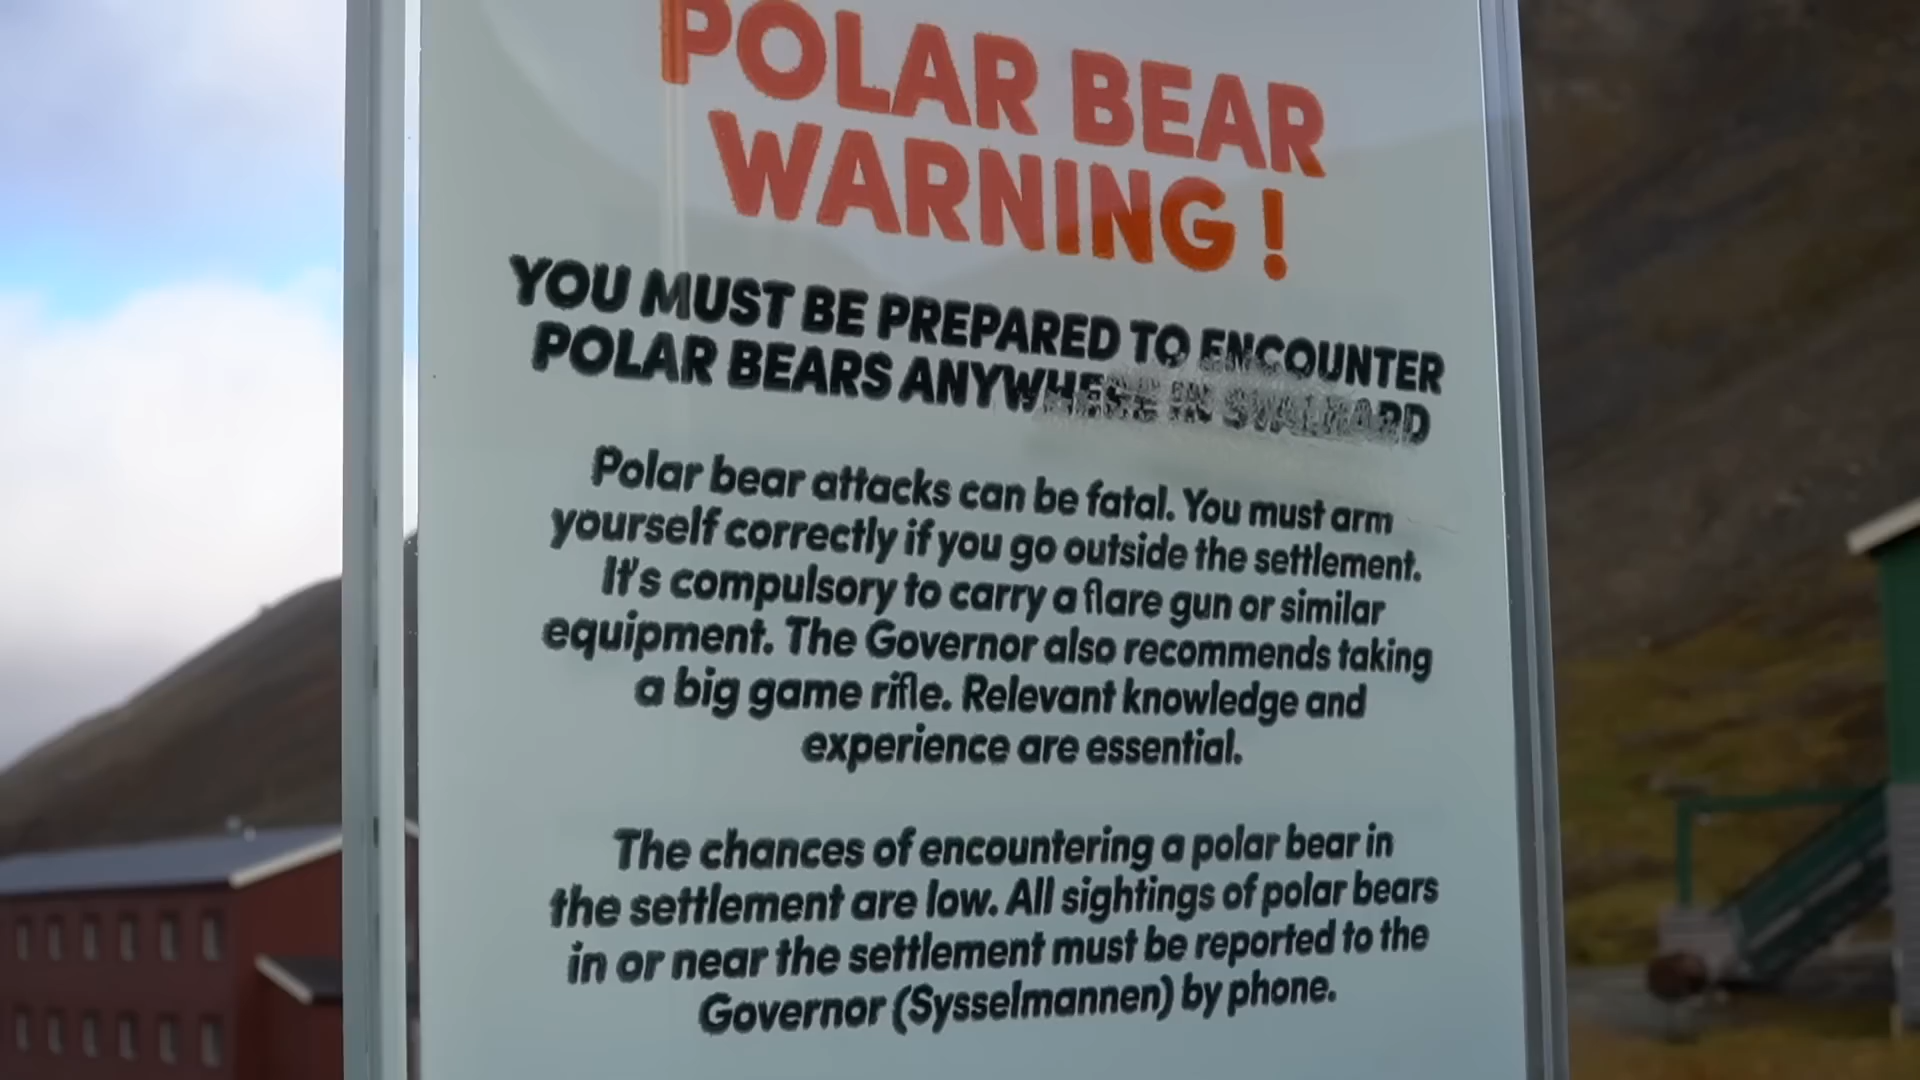 POLAR BEAR
WARNING!
YOU MUST BE PREPARED TO ENCOUNTER
POLAR BEARS ANYWHERE IN SVALBARD
Polar bear attacks can be fatal. You must arm
yourself correctly if you go outside the settlement.
It's compulsory to carry a flare gun or similar
equipment. The Governor also recommends taking
a big game rifle. Relevant knowledge and
experience are essential.
The chances of encountering a polar bear in
the settlement are low. All sightings of polar bears
in or near the settlement must be reported to the
Governor (Sysselmannen) by phone.